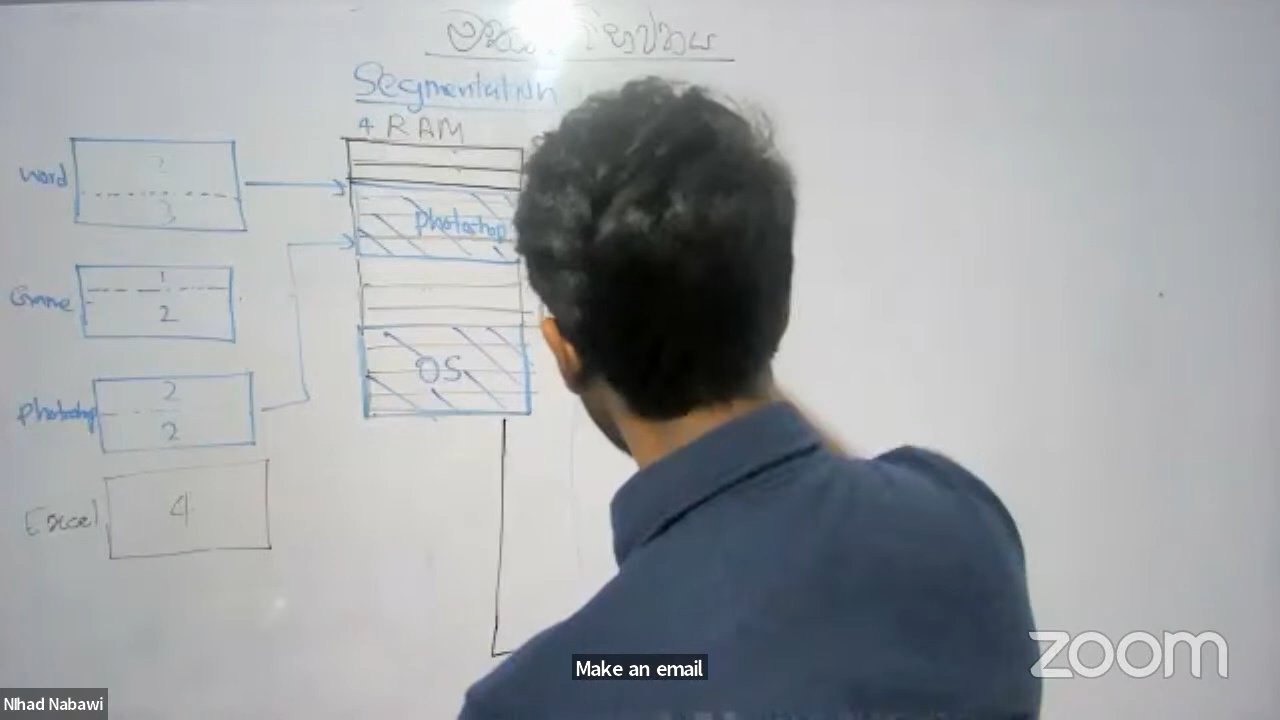 Segmentation
4 RAM
Word
3
Photoshop
Game
1
2
OS
Photoshop
2
2
Excel
4
Make an email
zoom
NIhad Nabawi